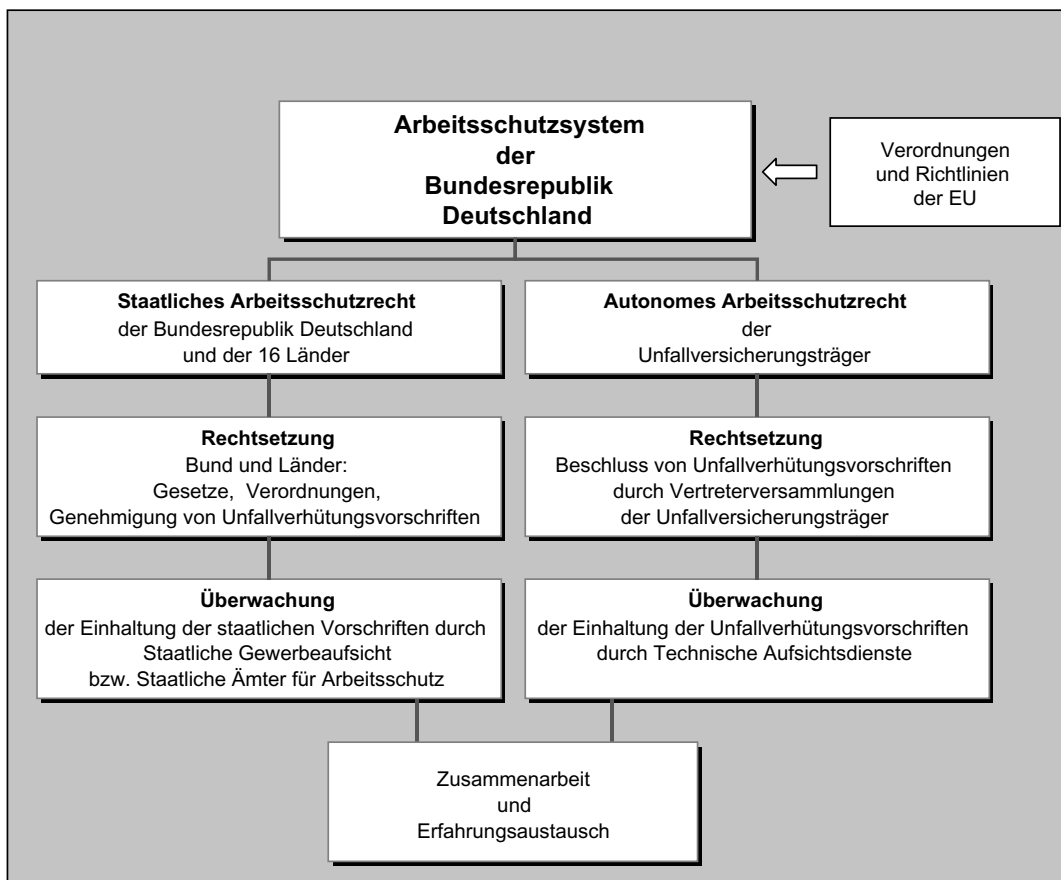 Arbeitsschutzsystem
der
Bundesrepublik
Deutschland
Verordnungen
und Richtlinien
der EU
Staatliches Arbeitsschutzrecht
der Bundesrepublik Deutschland
und der 16 Länder
Autonomes Arbeitsschutzrecht
der
Unfallversicherungsträger
Rechtsetzung
Bund und Länder:
Gesetze, Verordnungen,
Genehmigung von Unfallverhütungsvorschriften
Rechtsetzung
Beschluss von Unfallverhütungsvorschriften
durch Vertreterversammlungen
der Unfallversicherungsträger
Überwachung
der Einhaltung der staatlichen Vorschriften durch
Staatliche Gewerbeaufsicht
bzw. Staatliche Ämter für Arbeitsschutz
Überwachung
der Einhaltung der Unfallverhütungsvorschriften
durch Technische Aufsichtsdienste
Zusammenarbeit
und
Erfahrungsaustausch